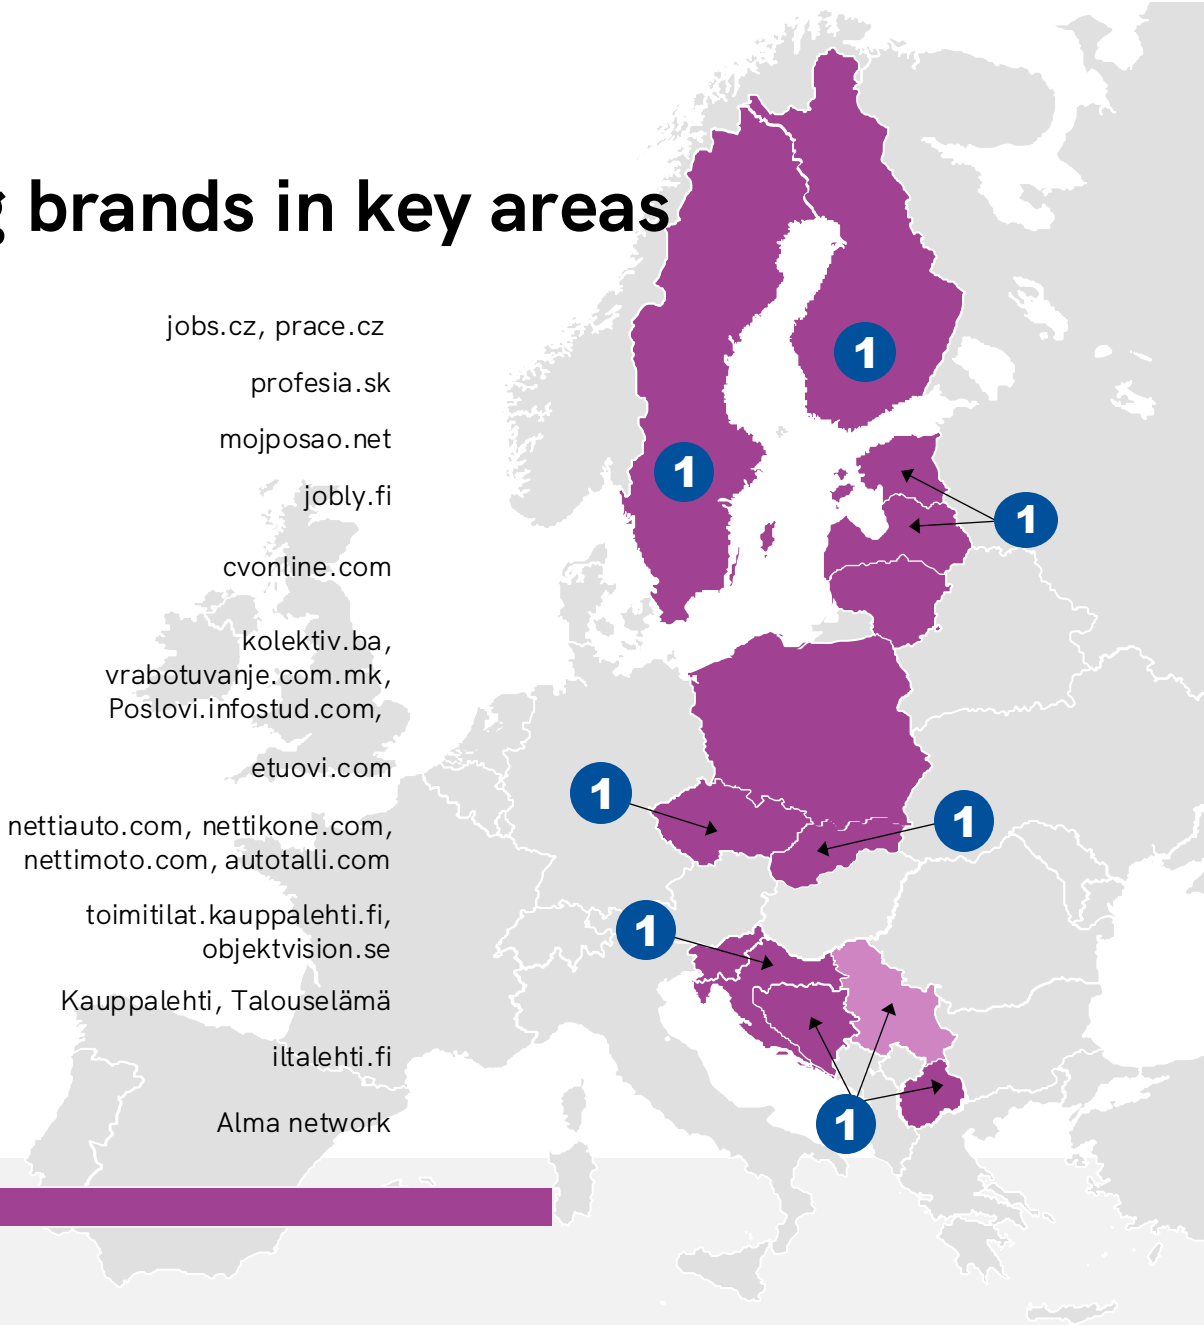 brands in key areas
jobs.cz, prace.cz
profesia.sk
mojposao.net
jobly.fi
cvonline.com
kolektiv.ba,
vrabotuvanje.com.mk,
Poslovi.infostud.com,
etuovi.com
nettiauto.com, nettikone.com,
nettimoto.com, autotalli.com
toimitilat.kauppalehti.fi,
objektvision.se
Kauppalehti, Talouselämä
iltalehti.fi
Alma network
1
1
1
1
1
1
1